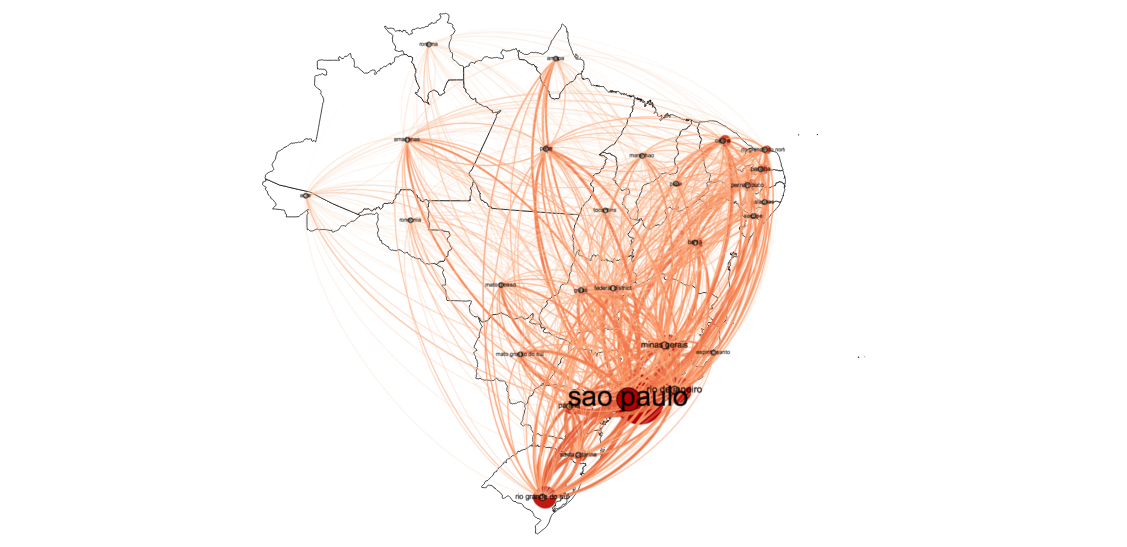 roraima
amapa
amazonas
ceara
rio grande do norte
para
maranhao
paraiba
piaui
pernambuco
acre
alagoas
tocantins
sergipe
rondonia
bahia
mato grosso
goias
federal district
minas gerais
espirito santo
mato grosso do sul
rio de janeiro
sao paulo
parana
santa catarina
rio grande do sul